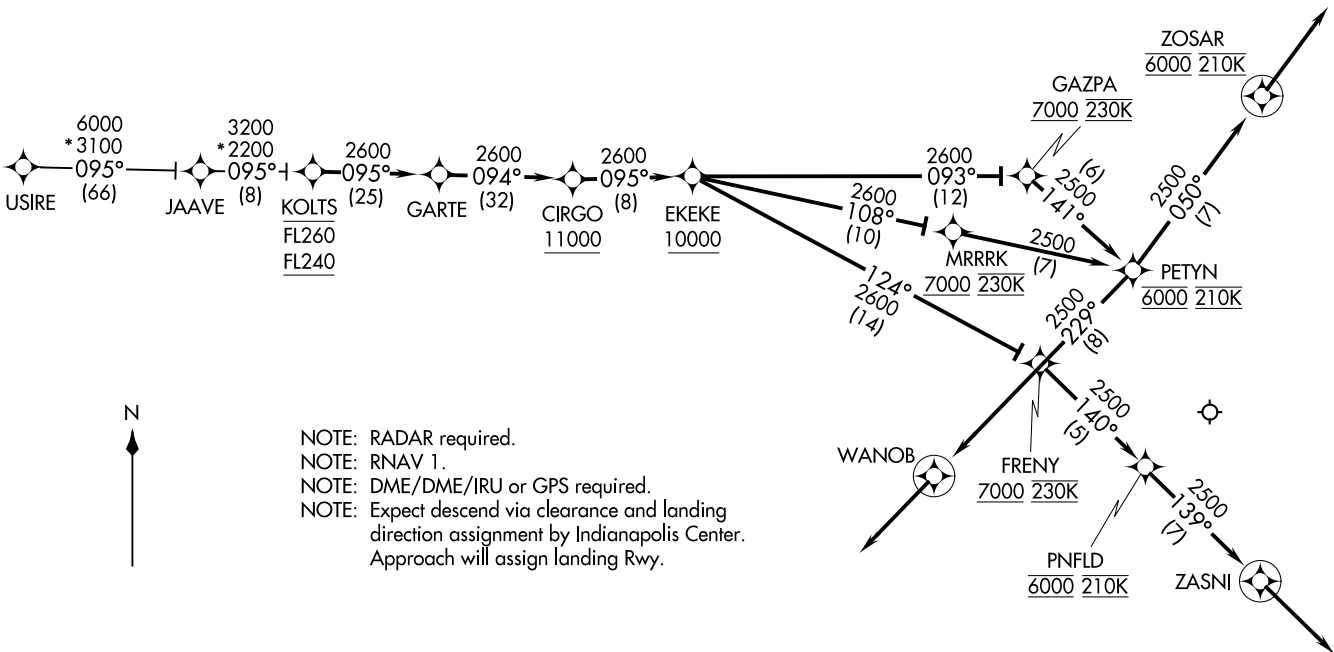 ZOSAR
6000 210K
GAZPA
7000 230K
6000
*3100
095°
(66)
USIRE
3200
*2200
095°
(8)
JAAVE
2600
095°
(25)
KOLTS
FL260
FL240
2600
094°
(32)
GARTE
2600
095°
(8)
CIRGO
11000
EKEKE
10000
2600
093°
(12)
(6)
2500
141°
2500
050°
(7)
2600
108°
(10)
MRRRK
7000 230K
2500
(7)
PETYN
6000 210K
124°
2600
(14)
2500
229°
(8)
N
NOTE: RADAR required.
NOTE: RNAV 1.
NOTE: DME/DME/IRU or GPS required.
NOTE: Expect descend via clearance and landing
direction assignment by Indianapolis Center.
Approach will assign landing Rwy.
WANOB
FRENY
7000 230K
2500
140°
(5)
2500
139°
(7)
PNFLD
6000 210K
ZASNI